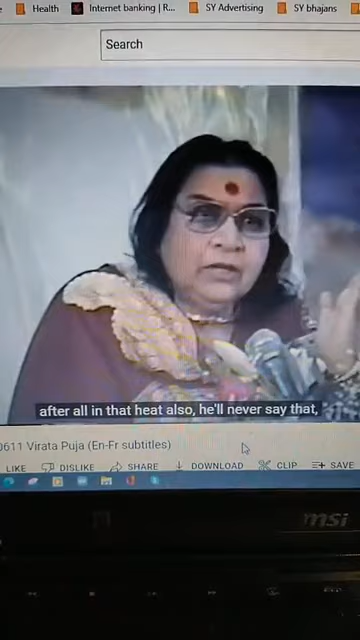 Health Internet banking | R... SY Advertising SY bhajans
Search
after all in that heat also, he'll never say that,
0611 Virata Puja (En-Fr subtitles)
LIKE DISLIKE SHARE DOWNLOAD CLIP SAVE
msi